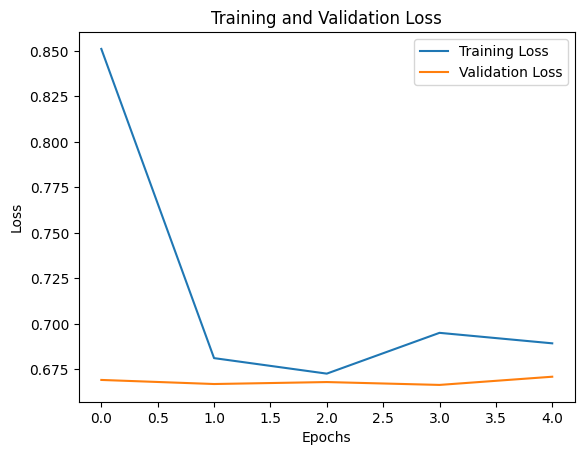 Training and Validation Loss
Training Loss
Validation Loss
0.850
0.825
0.800
0.775
0.750
0.725
0.700
0.675
Loss
0.0 0.5 1.0 1.5 2.0 2.5 3.0 3.5 4.0
Epochs